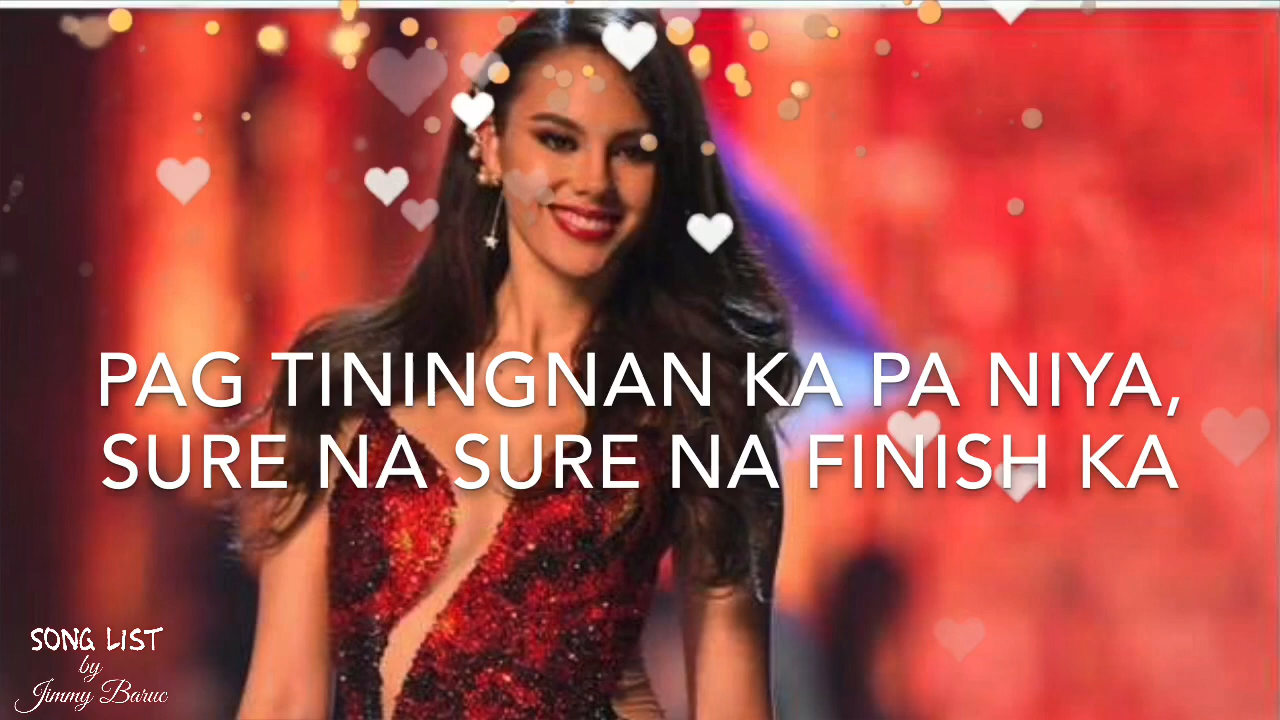 PAG TININGNAN KA PA NIYA,
SURE NA SURE NA FINISH KA
SONG LIST
by
Jimmy Baruc